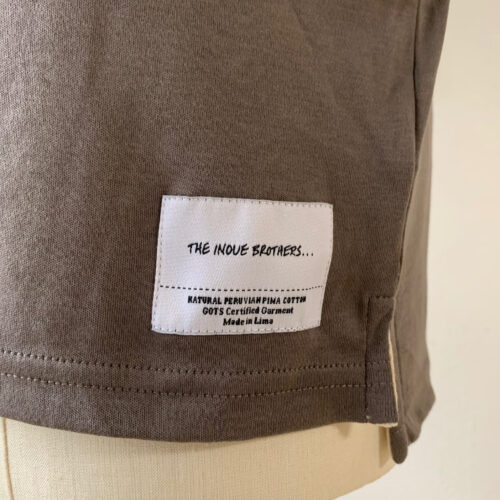 THE INOUE BROTHERS...
NATURAL PERUVIAN PIMA COTTON
GOTS Certified Garment
Made in Lima